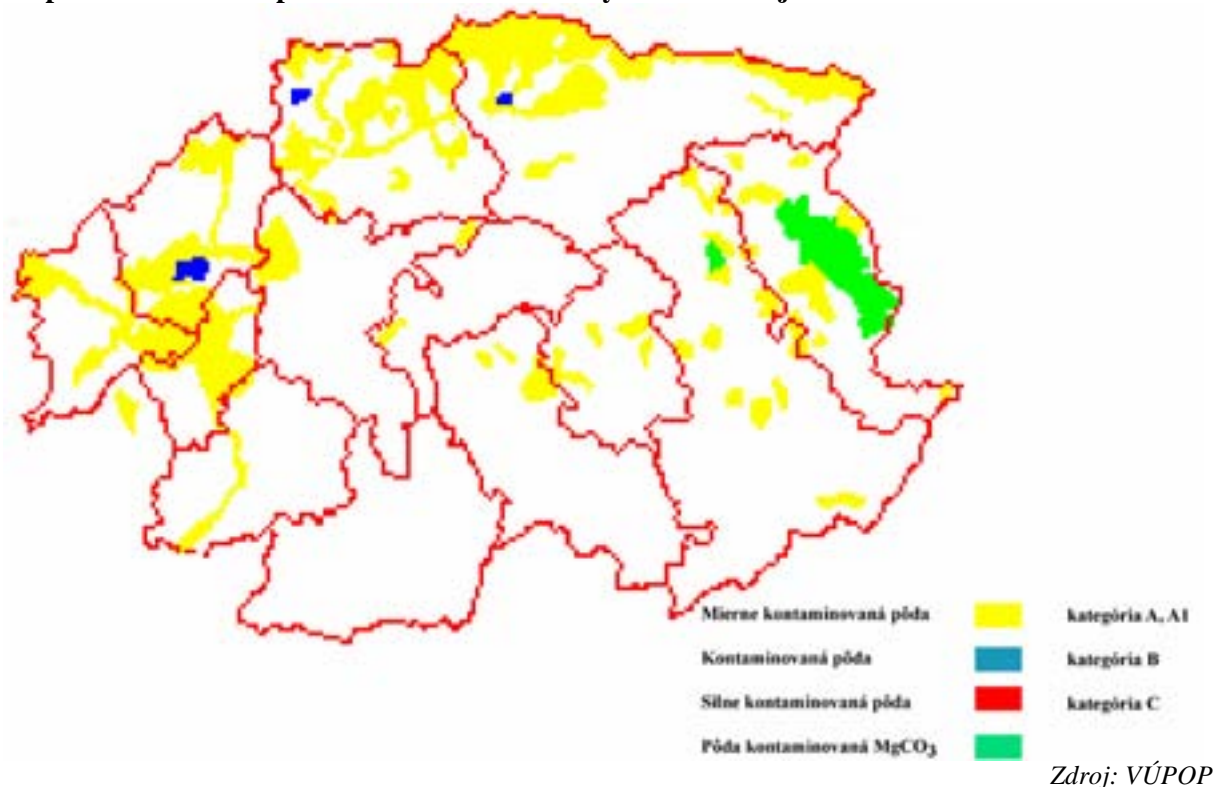 Mierne kontaminovaná pôda kategória A, A1
Kontaminovaná pôda kategória B
Silne kontaminovaná pôda kategória C
Pôda kontaminovaná MgCO3
Zdroj: VÚPOP